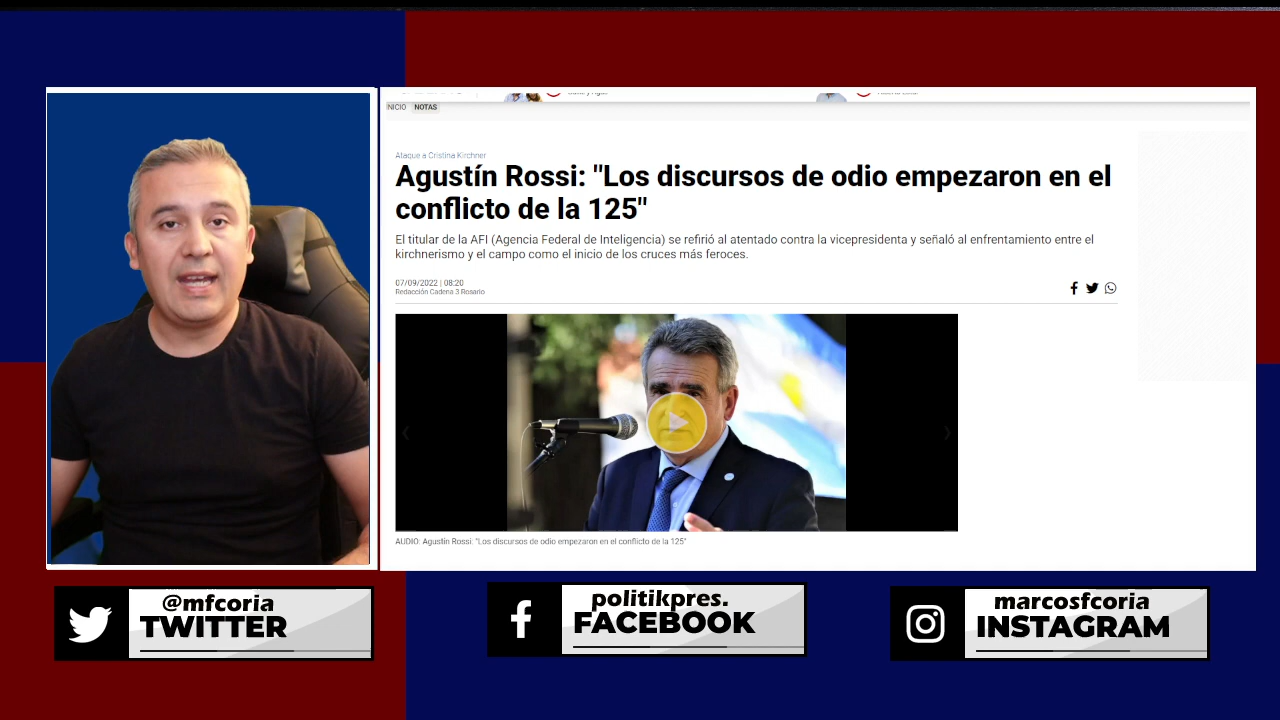 INICIO NOTAS
Ataque a Cristina Kirchner
Agustín Rossi: "Los discursos de odio empezaron en el
conflicto de la 125"
El titular de la AFI (Agencia Federal de Inteligencia) se refirió al atentado contra la vicepresidenta y señaló al enfrentamiento entre el
kirchnerismo y el campo como el inicio de los cruces más feroces.
07/09/2022 | 08:20
Redacción Cadena 3 Rosario
AUDIO: Agustín Rossi: "Los discursos de odio empezaron en el conflicto de la 125"
@mfcoria
TWITTER
politikpres.
FACEBOOK
marcosfcoria
INSTAGRAM